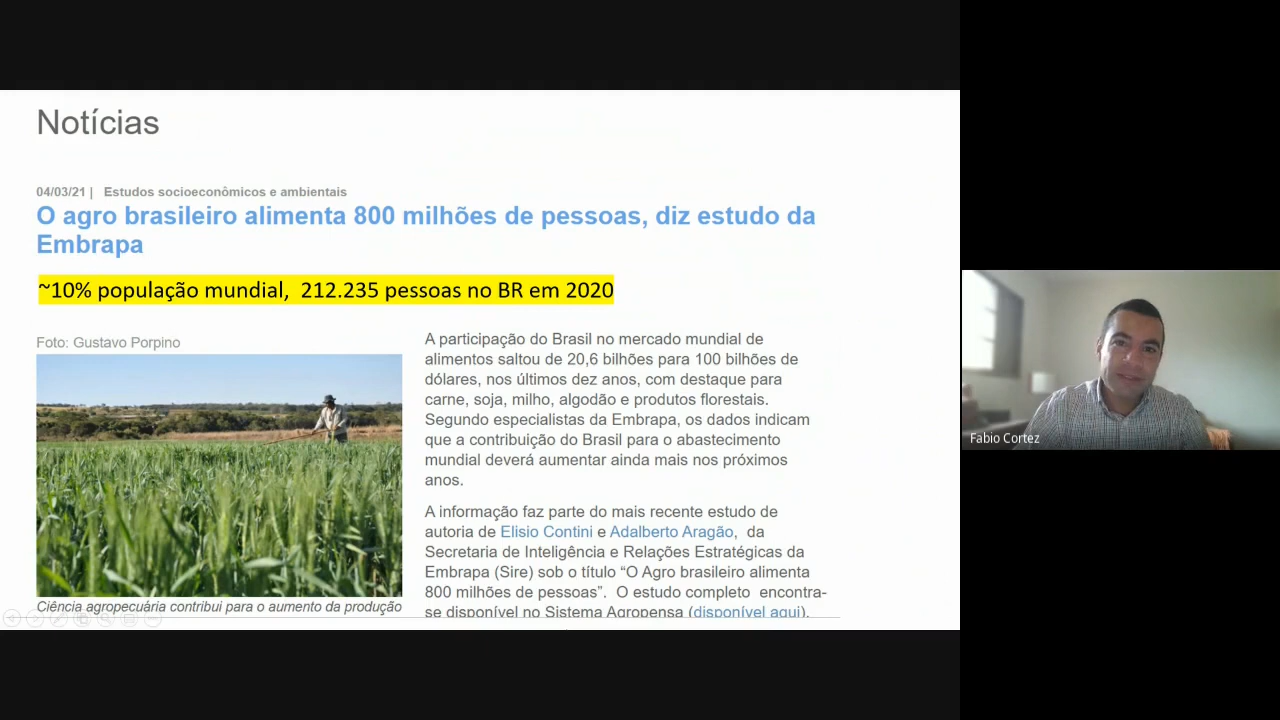 Notícias
04/03/21 | Estudos socioeconômicos e ambientais
O agro brasileiro alimenta 800 milhões de pessoas, diz estudo da
Embrapa
~10% população mundial, 212.235 pessoas no BR em 2020
Foto: Gustavo Porpino
Ciência agropecuária contribui para o aumento da produção
A participação do Brasil no mercado mundial de
alimentos saltou de 20,6 bilhões para 100 bilhões de
dólares, nos últimos dez anos, com destaque para
carne, soja, milho, algodão e produtos florestais.
Segundo especialistas da Embrapa, os dados indicam
que a contribuição do Brasil para o abastecimento
mundial deverá aumentar ainda mais nos próximos
anos.
A informação faz parte do mais recente estudo de
autoria de Elisio Contini e Adalberto Aragão, da
Secretaria de Inteligência e Relações Estratégicas da
Embrapa (Sire) sob o título “O Agro brasileiro alimenta
800 milhões de pessoas”. O estudo completo encontra-
se disponível no Sistema Agropensa (disponível aqui).
Fabio Cortez